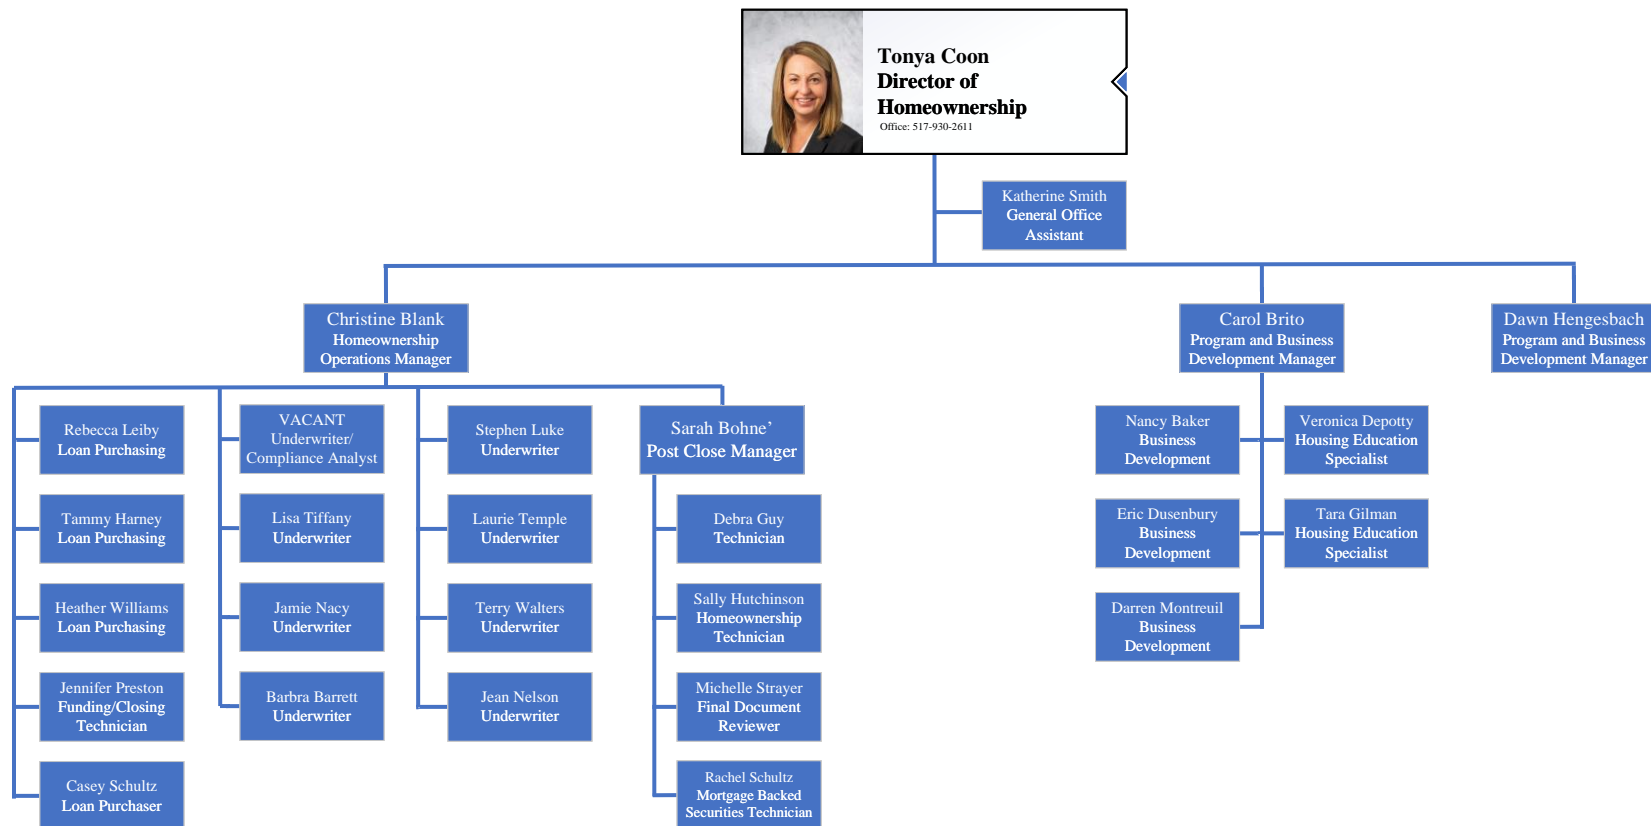 Tonya Coon
Director of
Homeownership
Office: 517-930-2611
Katherine Smith
General Office
Assistant
Christine Blank
Homeownership
Operations Manager
Carol Brito
Program and Business
Development Manager
Dawn Hengesbach
Program and Business
Development Manager
Rebecca Leiby
Loan Purchasing
Tammy Harney
Loan Purchasing
Heather Williams
Loan Purchasing
Jennifer Preston
Funding/Closing
Technician
Casey Schultz
Loan Purchaser
VACANT
Underwriter/
Compliance Analyst
Lisa Tiffany
Underwriter
Jamie Nacy
Underwriter
Barbra Barrett
Underwriter
Stephen Luke
Underwriter
Laurie Temple
Underwriter
Terry Walters
Underwriter
Jean Nelson
Underwriter
Sarah Bohne’
Post Close Manager
Debra Guy
Technician
Sally Hutchinson
Homeownership
Technician
Michelle Strayer
Final Document
Reviewer
Rachel Schultz
Mortgage Backed
Securities Technician
Nancy Baker
Business
Development
Eric Dusenbury
Business
Development
Darren Montreuil
Business
Development
Veronica Depotty
Housing Education
Specialist
Tara Gilman
Housing Education
Specialist